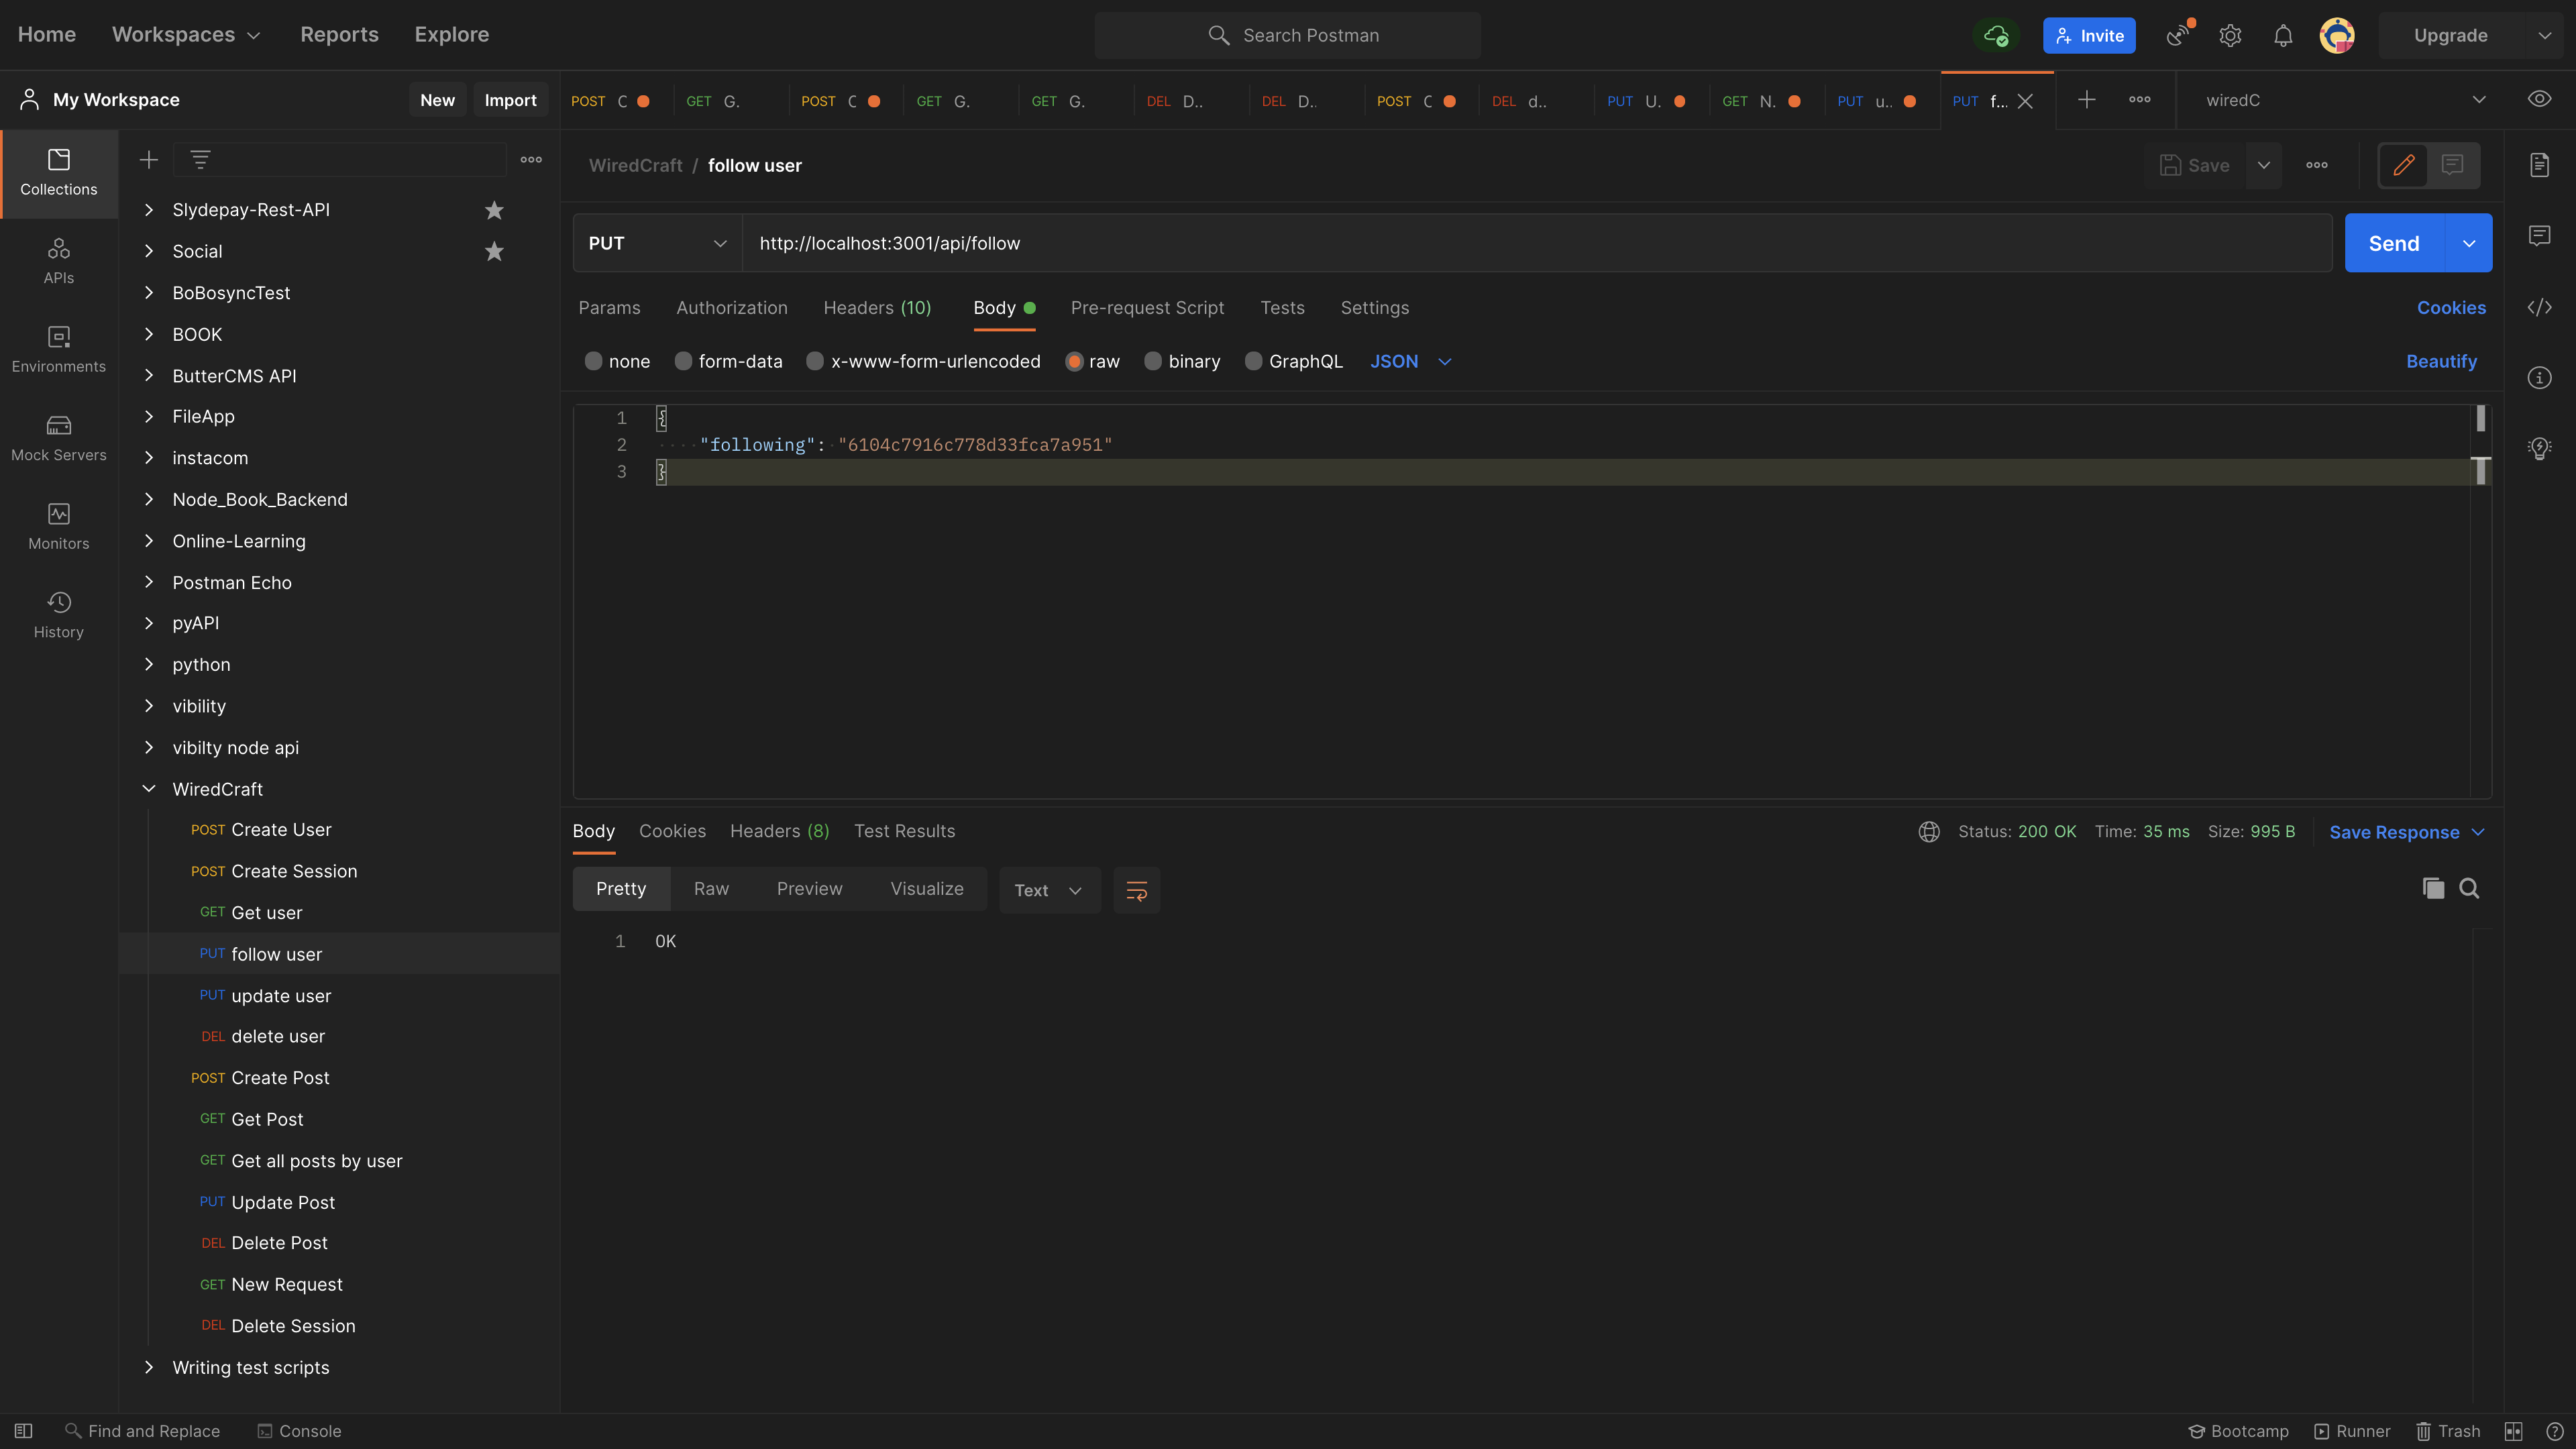 Home Workspaces Reports Explore Search Postman Invite Upgrade
My Workspace New Import
POST C GET G. POST C GET G. GET G. DEL D.. DEL D.. POST C DEL d.. PUT U. GET N. PUT u.. PUT f... wiredC
Collections
APIs
Environments
Mock Servers
Monitors
History
Slydepay-Rest-API
Social
BoBosyncTest
BOOK
ButterCMS API
FileApp
instacom
Node_Book_Backend
Online-Learning
Postman Echo
pyAPI
python
vibility
vibilty node api
WiredCraft
POST Create User
POST Create Session
GET Get user
PUT follow user
PUT update user
DEL delete user
POST Create Post
GET Get Post
GET Get all posts by user
PUT Update Post
DEL Delete Post
GET New Request
DEL Delete Session
Writing test scripts
WiredCraft / follow user Save
PUT http://localhost:3001/api/follow Send
Params Authorization Headers (10) Body Pre-request Script Tests Settings Cookies
none form-data x-www-form-urlencoded raw binary GraphQL JSON Beautify
1 {
2 "following": "6104c7916c778d33fca7a951"
3 }
Body Cookies Headers (8) Test Results Status: 200 OK Time: 35 ms Size: 995 B Save Response
Pretty Raw Preview Visualize Text
1 OK
Find and Replace Console Bootcamp Runner Trash